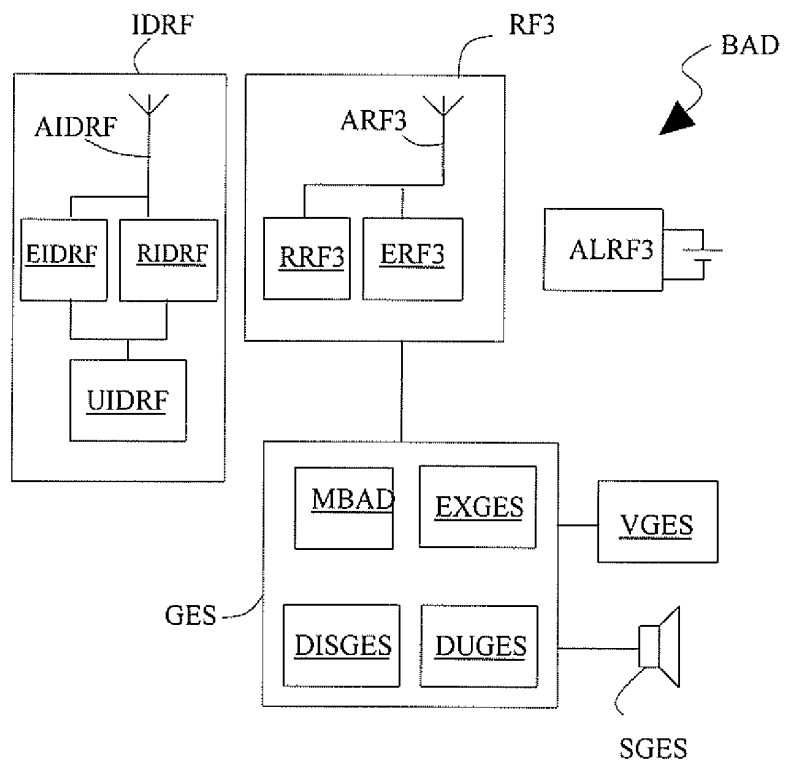 IDRF
RF3
BAD
AIDRF
ARF3
EIDRF
RIDRF
RRF3
ERF3
ALRF3
UIDRF
MBAD
EXGES
VGES
GES
DISGES
DUGES
SGES